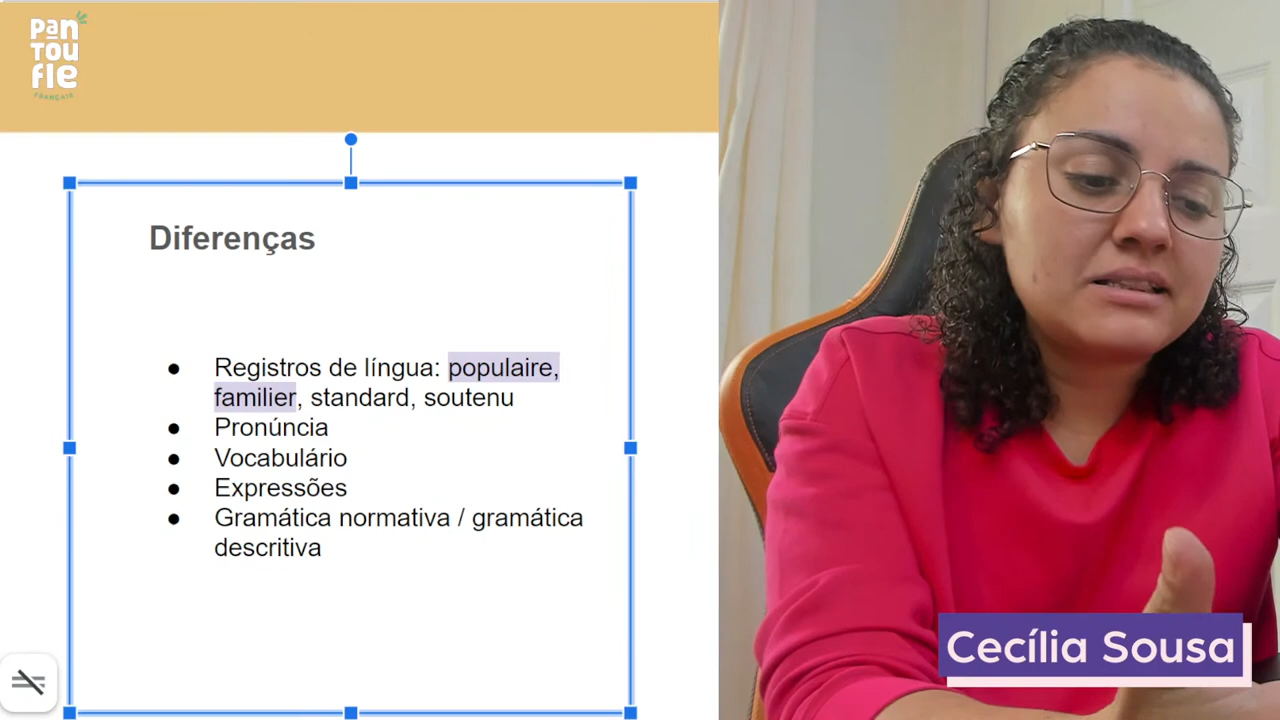 Pan
Tou
fle
FRANÇAIS
Diferenças
● Registros de língua: populaire,
familier, standard, soutenu
● Pronúncia
● Vocabulário
● Expressões
● Gramática normativa / gramática
descritiva
Cecília Sousa